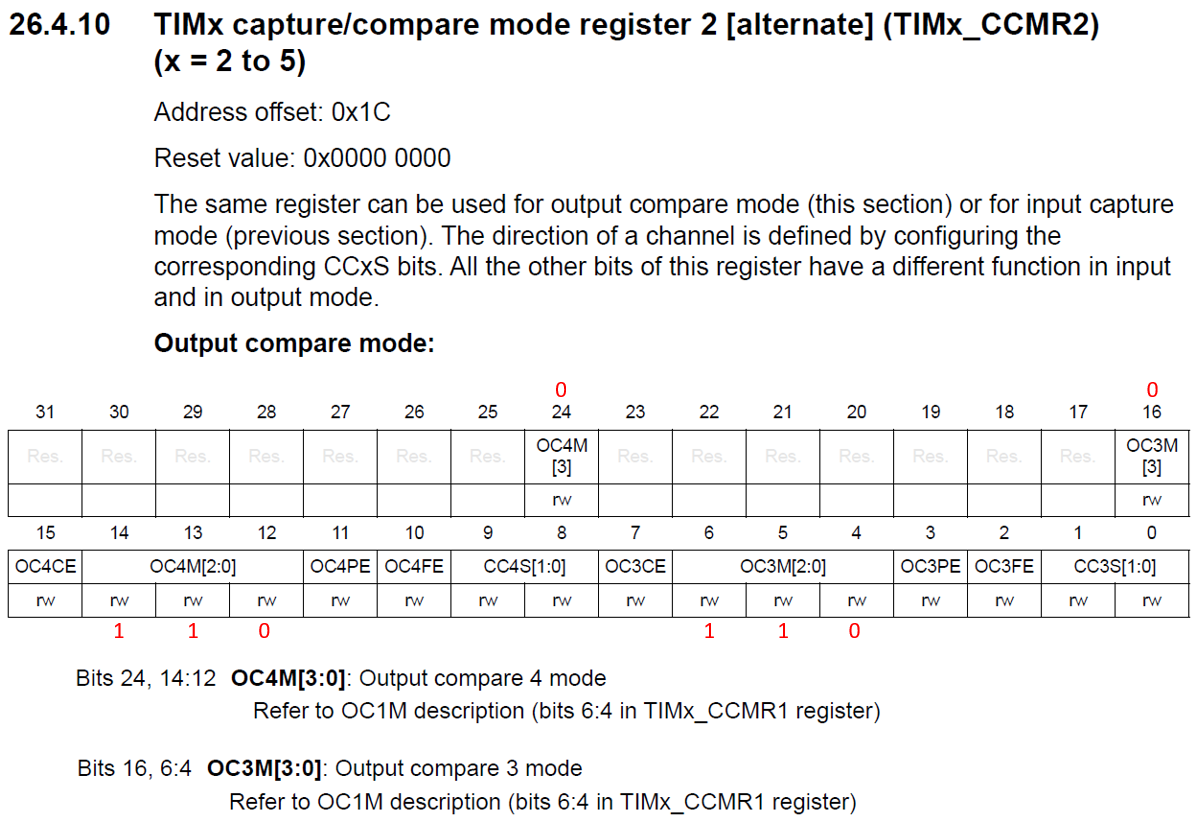 26.4.10 TIMx capture/compare mode register 2 [alternate] (TIMx_CCMR2)
(x = 2 to 5)
Address offset: 0x1C
Reset value: 0x0000 0000
The same register can be used for output compare mode (this section) or for input capture
mode (previous section). The direction of a channel is defined by configuring the
corresponding CCxS bits. All the other bits of this register have a different function in input
and in output mode.
Output compare mode:
0 0
31 30 29 28 27 26 25 24 23 22 21 20 19 18 17 16
Res. Res. Res. Res. Res. Res. Res. OC4M [3] Res. Res. Res. Res. Res. Res. Res. OC3M [3]
rw rw
15 14 13 12 11 10 9 8 7 6 5 4 3 2 1 0
OC4CE OC4M[2:0] OC4PE OC4FE CC4S[1:0] OC3CE OC3M[2:0] OC3PE OC3FE CC3S[1:0]
rw rw rw rw rw rw rw rw rw rw rw rw rw rw rw rw
1 1 0 1 1 0
Bits 24, 14:12 OC4M[3:0]: Output compare 4 mode
Refer to OC1M description (bits 6:4 in TIMx_CCMR1 register)
Bits 16, 6:4 OC3M[3:0]: Output compare 3 mode
Refer to OC1M description (bits 6:4 in TIMx_CCMR1 register)